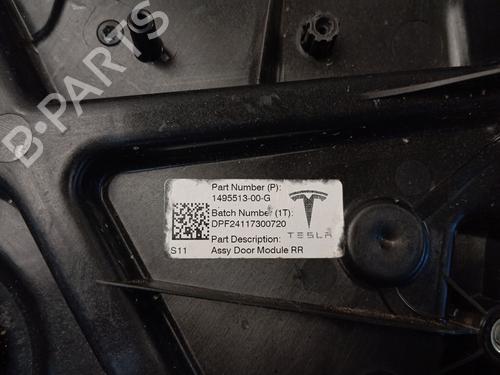 B-PARTS
Part Number (P):
1495513-00-G
Batch Number (1T):
DPF24117300720
TESLA
Part Description:
S11
Assy Door Module RR